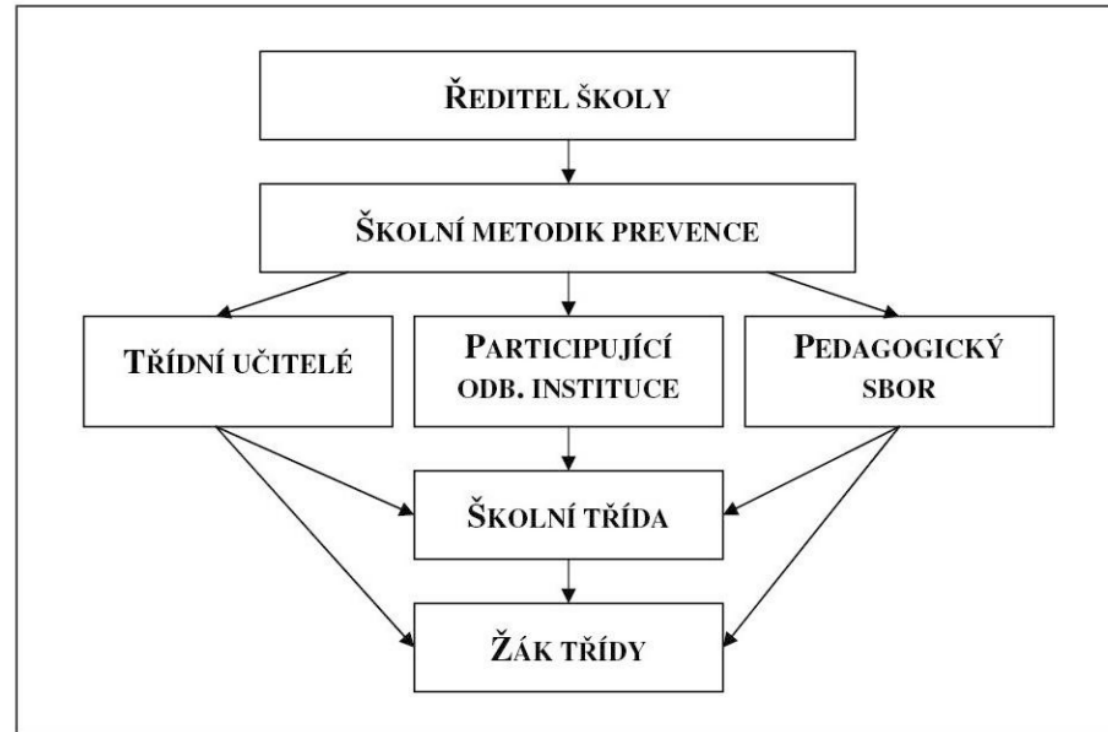 ŘEDITEL ŠKOLY
ŠKOLNÍ METODIK PREVENCE
TŘÍDNÍ UČITELÉ
PARTICIPUJÍCÍ
ODB. INSTITUCE
PEDAGOGICKÝ
SBOR
ŠKOLNÍ TŘÍDA
ŽÁK TŘÍDY